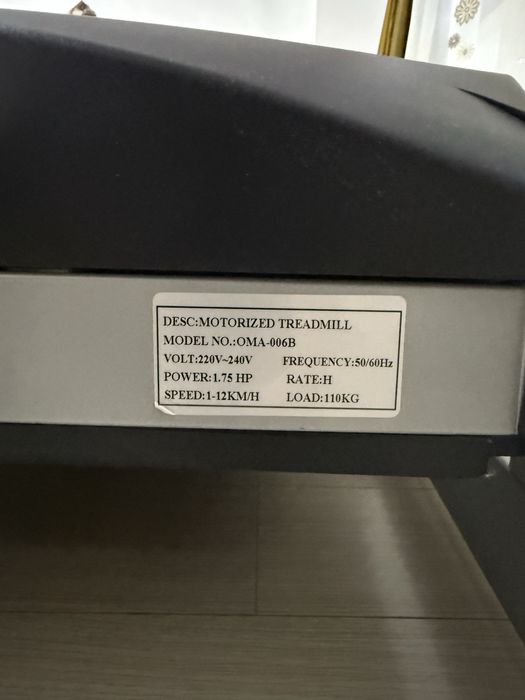 DESC:MOTORIZED TREADMILL
MODEL NO.:OMA-006B
VOLT:220V~240V FREQUENCY:50/60Hz
POWER:1.75 HP RATE:H
SPEED:1-12KM/H LOAD:110KG